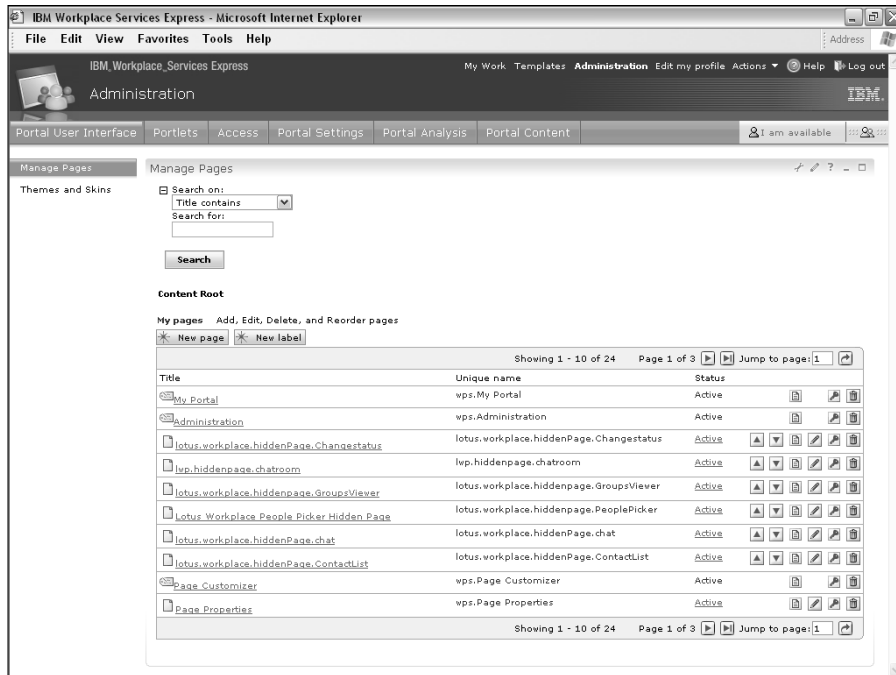 IBM Workplace Services Express - Microsoft Internet Explorer
File Edit View Favorites Tools Help Address
IBM_Workplace_Services Express My Work Templates Administration Edit my profile Actions ? Help Log out
Administration IBM.
Portal User Interface Portlets Access Portal Settings Portal Analysis Portal Content I am available
Manage Pages Manage Pages ?
Themes and Skins Search on:
Title contains
Search for:
Search
Content Root
My pages Add, Edit, Delete, and Reorder pages
New page New label
Showing 1 - 10 of 24 Page 1 of 3 Jump to page: 1
Title Unique name Status
My Portal wps.My Portal Active
Administration wps.Administration Active
lotus.workplace.hiddenPage.Changestatus lotus.workplace.hiddenPage.Changestatus Active
lwp.hiddenpage.chatroom lwp.hiddenpage.chatroom Active
lotus.workplace.hiddenpage.GroupsViewer lotus.workplace.hiddenpage.GroupsViewer Active
Lotus Workplace People Picker Hidden Page lotus.workplace.hiddenpage.PeoplePicker Active
lotus.workplace.hiddenPage.chat lotus.workplace.hiddenPage.chat Active
lotus.workplace.hiddenPage.ContactList lotus.workplace.hiddenPage.ContactList Active
Page Customizer wps.Page Customizer Active
Page Properties wps.Page Properties Active
Showing 1 - 10 of 24 Page 1 of 3 Jump to page: 1